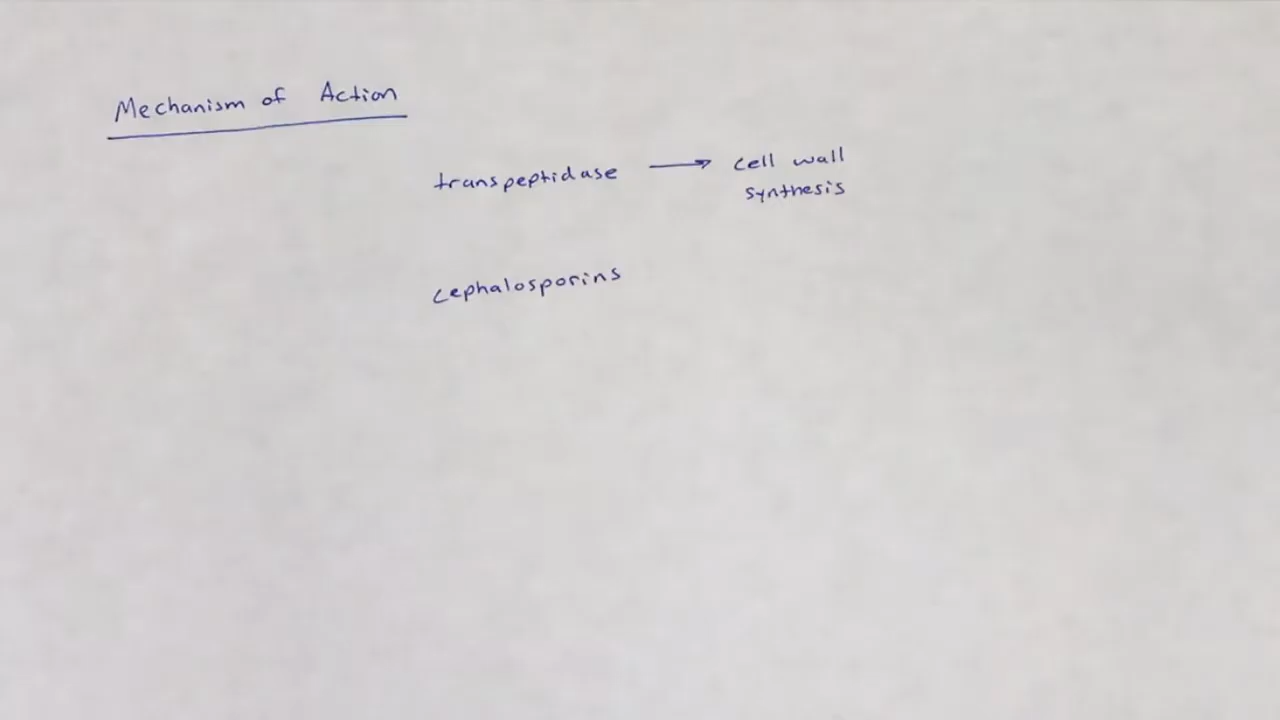 Mechanism of Action
transpeptidase → cell wall
synthesis
cephalosporins